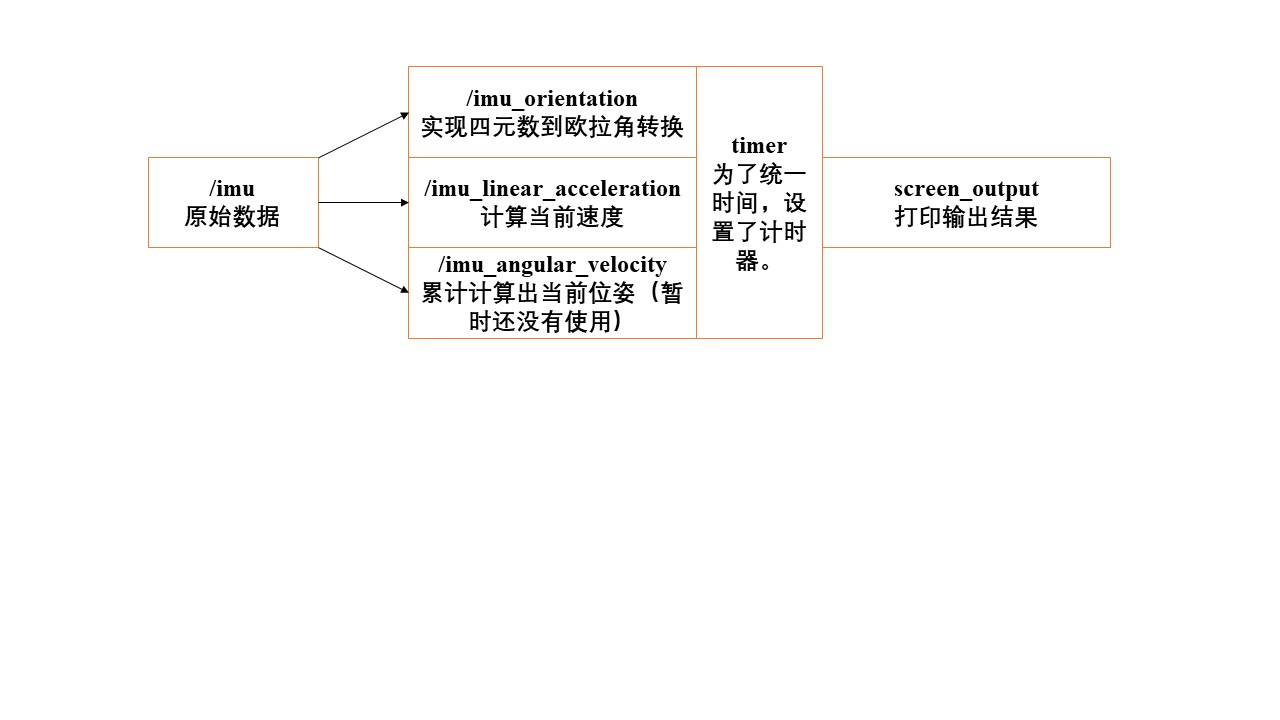 /imu
原始数据
/imu_orientation
实现四元数到欧拉角转换
/imu_linear_acceleration
计算当前速度
/imu_angular_velocity
累计计算出当前位姿（暂
时还没有使用）
timer
为了统一
时间，设
置了计时
器。
screen_output
打印输出结果